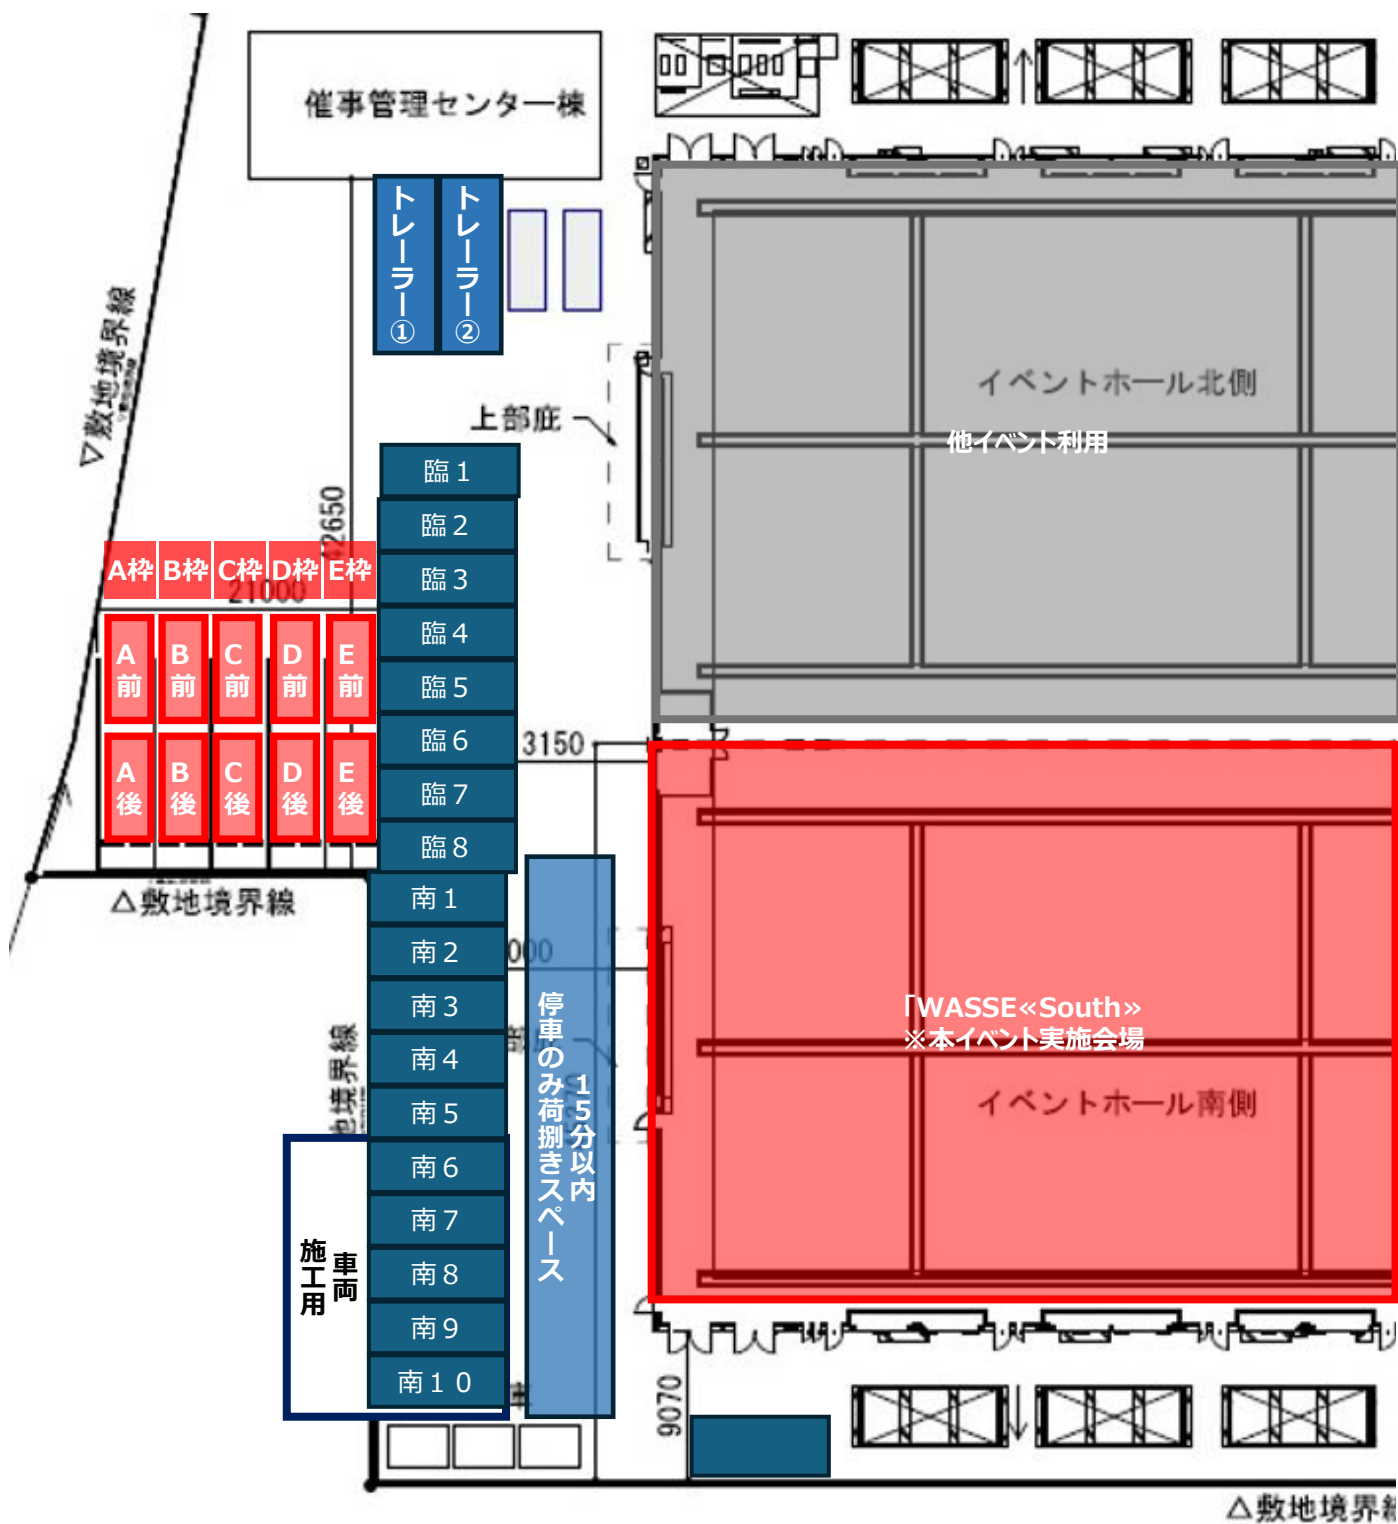 催事管理センター棟
トレーラー①
トレーラー②
▽敷地境界線
上部庇
イベントホール北側
他イベント利用
42650
臨1
臨2
臨3
臨4
臨5
臨6
臨7
臨8
A枠
B枠
C枠
D枠
E枠
21000
A前
B前
C前
D前
E前
A後
B後
C後
D後
E後
3150
△敷地境界線
南1
南2
南3
南4
南5
南6
南7
南8
南9
南10
000
15分以内
停車のみ荷捌きスペース
地境界線
車両
施工用
「WASSE«South»
※本イベント実施会場
イベントホール南側
9070
△敷地境界線